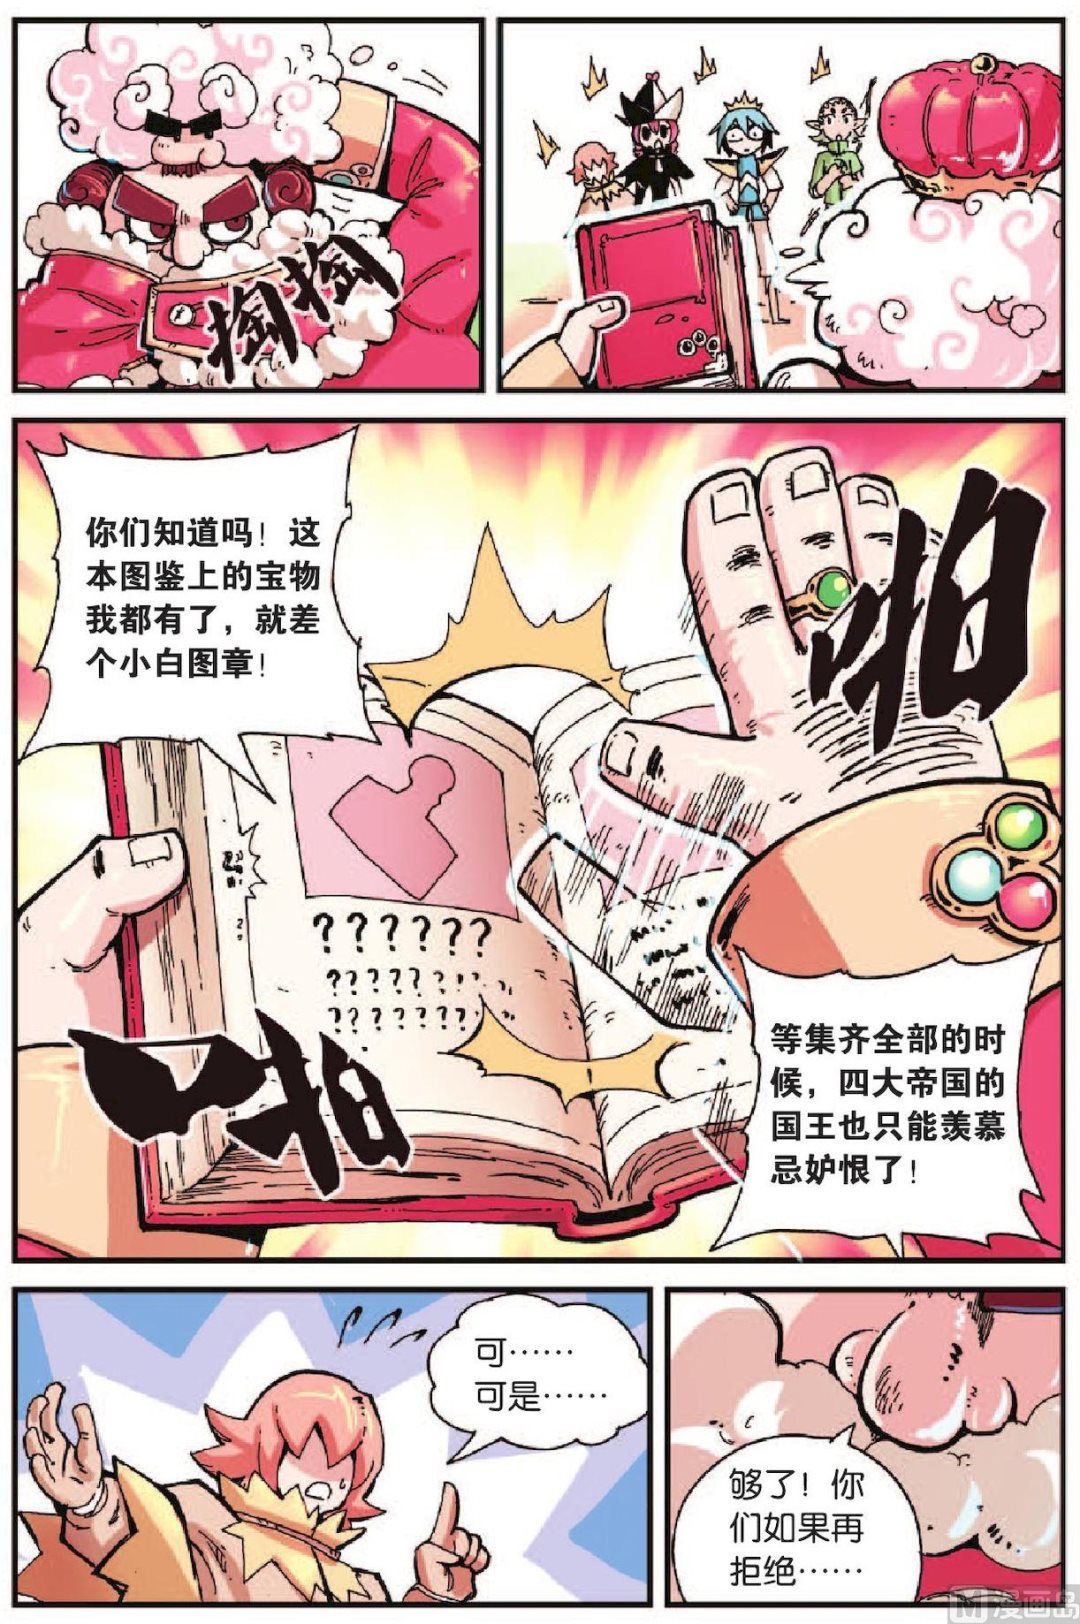 掏掏
你们知道吗！这
本图鉴上的宝物
我都有了，就差
个小白图章！
啪
？？？？？？
？？？？？？
？？？？？？
啪
等集齐全部的时
候，四大帝国的
国王也只能羡慕
忌妒恨了！
可……
可是……
够了！你
们如果再
拒绝……
M漫画岛